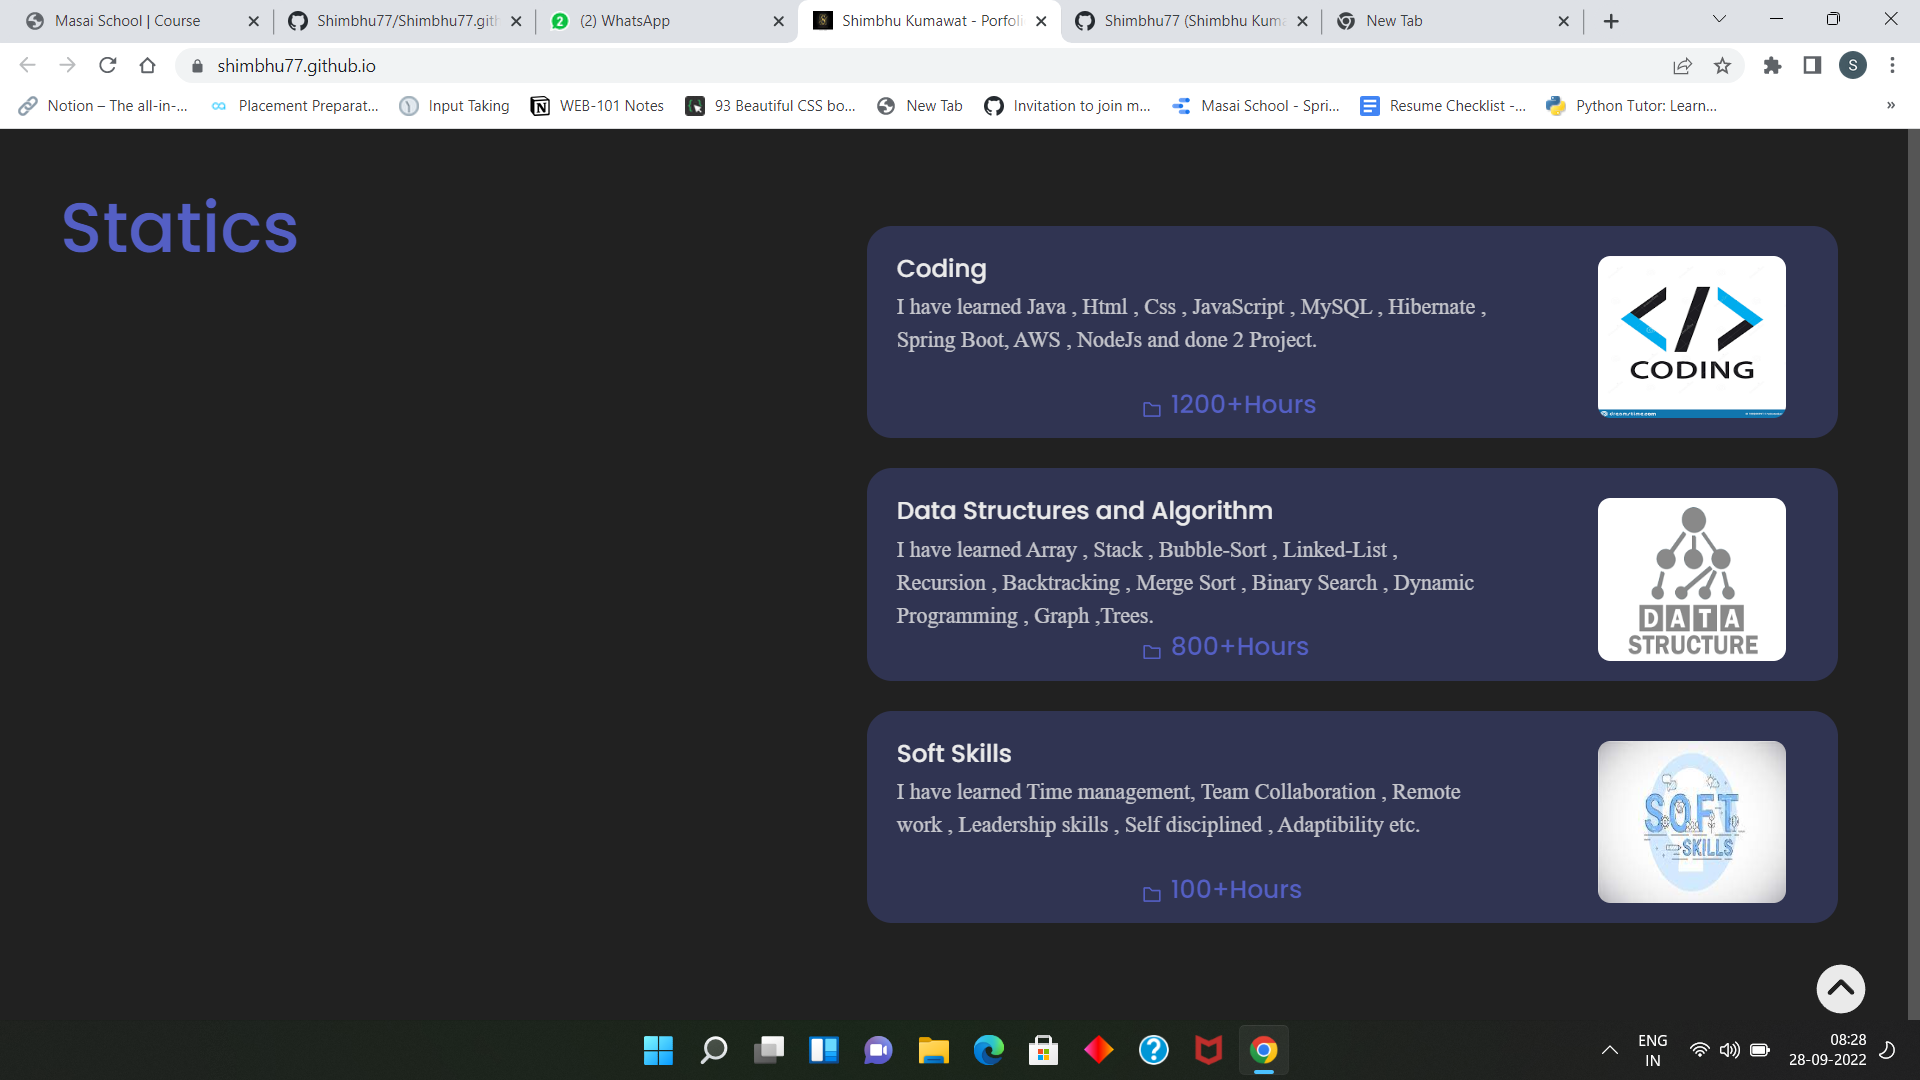 Masai School | Course
Shimbhu77/Shimbhu77.gith
(2) WhatsApp
Shimbhu Kumawat - Porfoli
Shimbhu77 (Shimbhu Kuma
New Tab
shimbhu77.github.io
S
Notion – The all-in-...
Placement Preparat...
Input Taking
WEB-101 Notes
93 Beautiful CSS bo...
New Tab
Invitation to join m...
Masai School - Spri...
Resume Checklist -...
Python Tutor: Learn...
»
Statics
Coding
I have learned Java , Html , Css , JavaScript , MySQL , Hibernate ,
Spring Boot, AWS , NodeJs and done 2 Project.
1200+Hours
</>
CODING
dreamstime.com
Data Structures and Algorithm
I have learned Array , Stack , Bubble-Sort , Linked-List ,
Recursion , Backtracking , Merge Sort , Binary Search , Dynamic
Programming , Graph ,Trees.
800+Hours
DATA
STRUCTURE
Soft Skills
I have learned Time management, Team Collaboration , Remote
work , Leadership skills , Self disciplined , Adaptibility etc.
100+Hours
SOFT
SKILLS
ENG
IN
08:28
28-09-2022